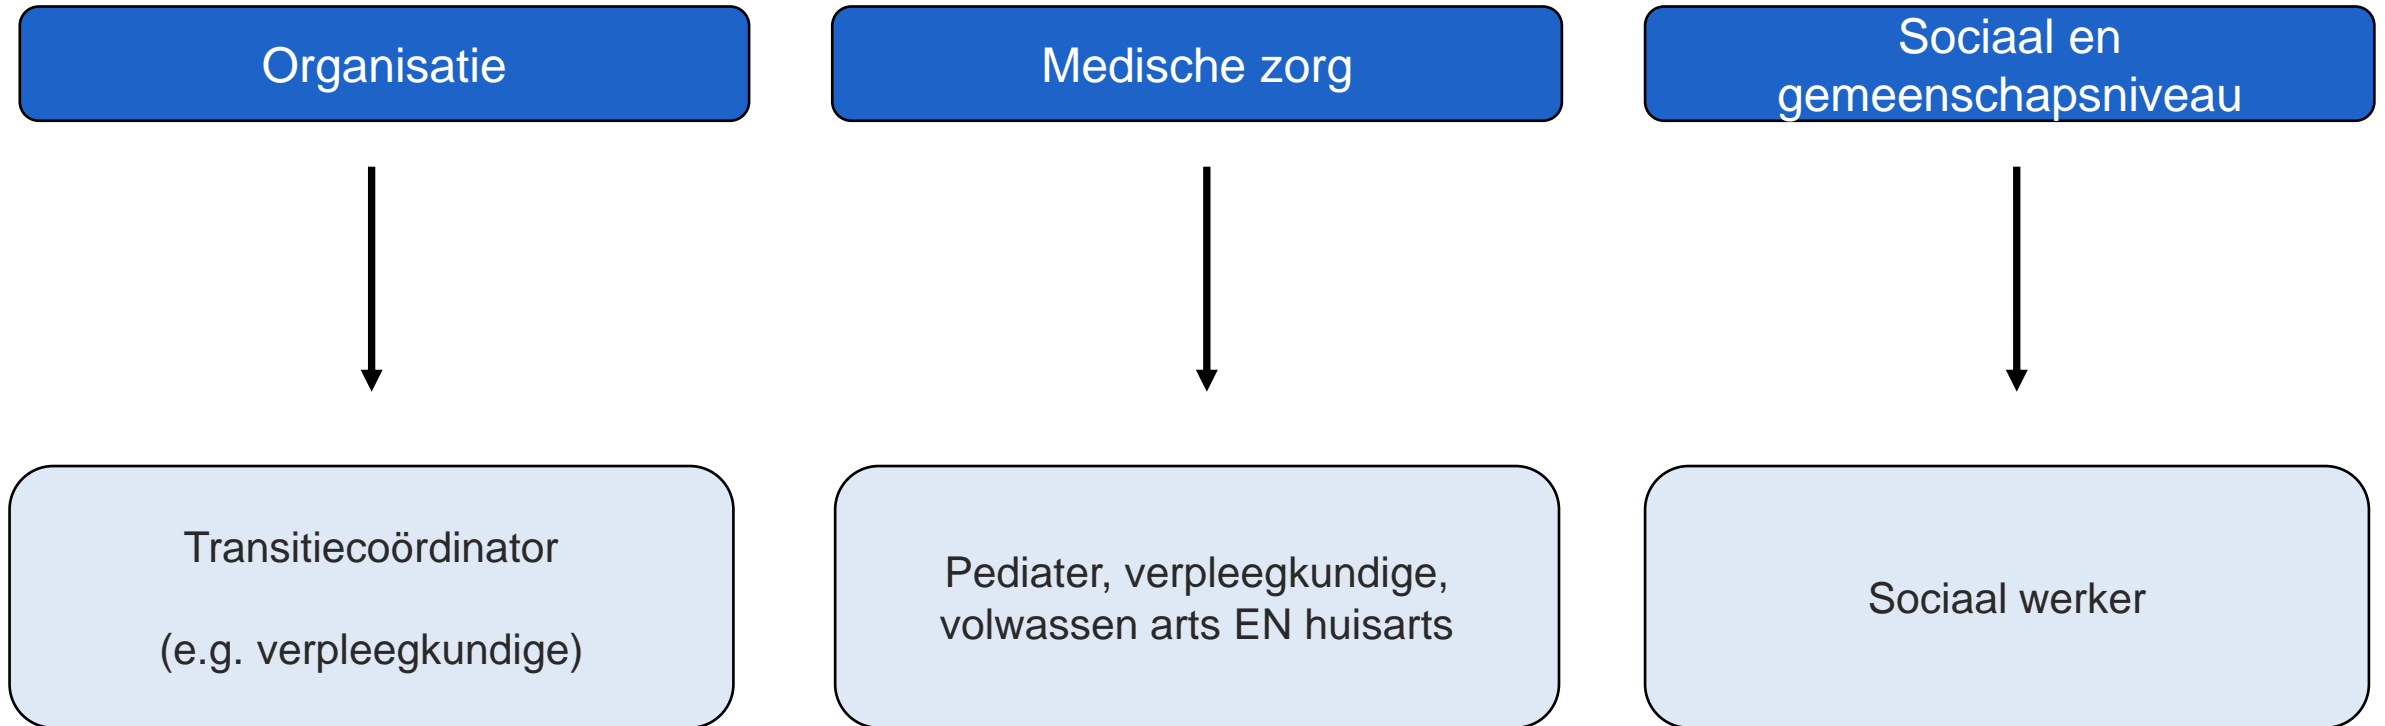 Organisatie
Medische zorg
Sociaal en
gemeenschapsniveau
Transitiecoördinator
(e.g. verpleegkundige)
Pediater, verpleegkundige,
volwassen arts EN huisarts
Sociaal werker